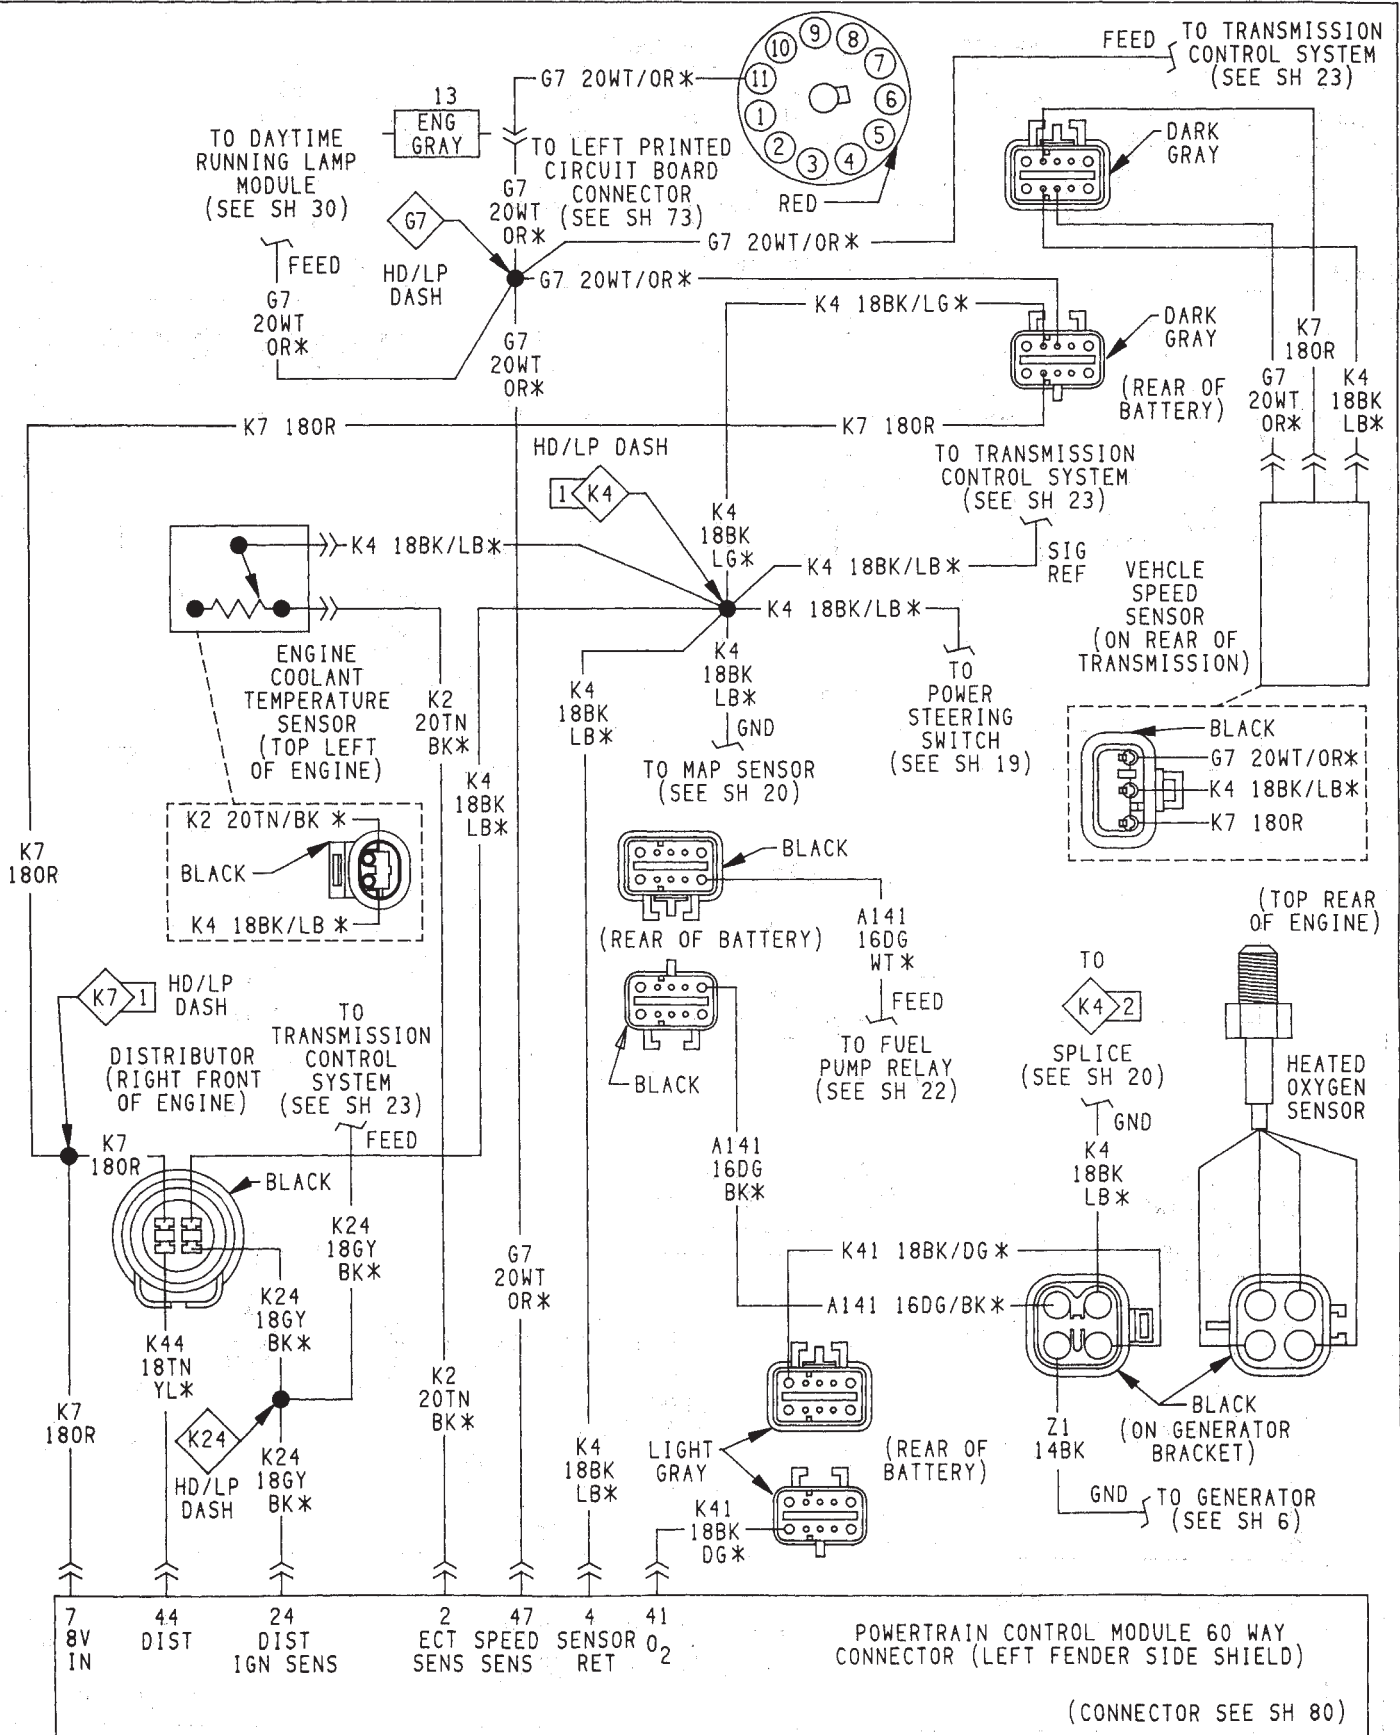 FEED
TO TRANSMISSION
CONTROL SYSTEM
(SEE SH 23)
G7 20WT/OR*
9
10
8
7
11
6
1
5
2
3
4
RED
13
ENG
GRAY
TO DAYTIME
RUNNING LAMP
MODULE
(SEE SH 30)
TO LEFT PRINTED
CIRCUIT BOARD
CONNECTOR
(SEE SH 73)
DARK
GRAY
G7
20WT
OR*
G7
HD/LP
DASH
FEED
G7
20WT
OR*
G7 20WT/OR*
G7 20WT/OR*
K4 18BK/LG*
DARK
GRAY
(REAR OF
BATTERY)
G7
20WT
OR*
K7
18OR
G7
20WT
OR*
K4
18BK
LB*
K7 18OR
K7 18OR
HD/LP DASH
1
K4
TO TRANSMISSION
CONTROL SYSTEM
(SEE SH 23)
K4
18BK
LG*
SIG
REF
K4 18BK/LB*
K4 18BK/LB*
K4 18BK/LB*
VEHCLE
SPEED
SENSOR
(ON REAR OF
TRANSMISSION)
ENGINE
COOLANT
TEMPERATURE
SENSOR
(TOP LEFT
OF ENGINE)
K2
20TN
BK*
K4
18BK
LB*
K4
18BK
LB*
GND
TO MAP SENSOR
(SEE SH 20)
TO
POWER
STEERING
SWITCH
(SEE SH 19)
BLACK
G7 20WT/OR*
K4 18BK/LB*
K7 18OR
K4
18BK
LB*
K7
18OR
K2 20TN/BK *
BLACK
K4 18BK/LB *
BLACK
(REAR OF BATTERY)
A141
16DG
WT*
FEED
TO FUEL
PUMP RELAY
(SEE SH 22)
BLACK
(TOP REAR
OF ENGINE)
TO
K4
2
SPLICE
(SEE SH 20)
GND
HEATED
OXYGEN
SENSOR
K7
1
HD/LP
DASH
DISTRIBUTOR
(RIGHT FRONT
OF ENGINE)
TO
TRANSMISSION
CONTROL
SYSTEM
(SEE SH 23)
FEED
K7
18OR
BLACK
A141
16DG
BK*
K4
18BK
LB*
K24
18GY
BK*
G7
20WT
OR*
K41 18BK/DG*
A141 16DG/BK*
K24
18GY
BK*
K44
18TN
YL*
K2
20TN
BK*
K7
18OR
K24
HD/LP
DASH
K24
18GY
BK*
K4
18BK
LB*
LIGHT
GRAY
(REAR OF
BATTERY)
Z1
14BK
BLACK
(ON GENERATOR
BRACKET)
GND
TO GENERATOR
(SEE SH 6)
K41
18BK
DG*
7
8V
IN
44
DIST
24
DIST
IGN SENS
2
ECT
SENS
47
SPEED
SENS
4
SENSOR
RET
41
O2
POWERTRAIN CONTROL MODULE 60 WAY
CONNECTOR (LEFT FENDER SIDE SHIELD)
(CONNECTOR SEE SH 80)